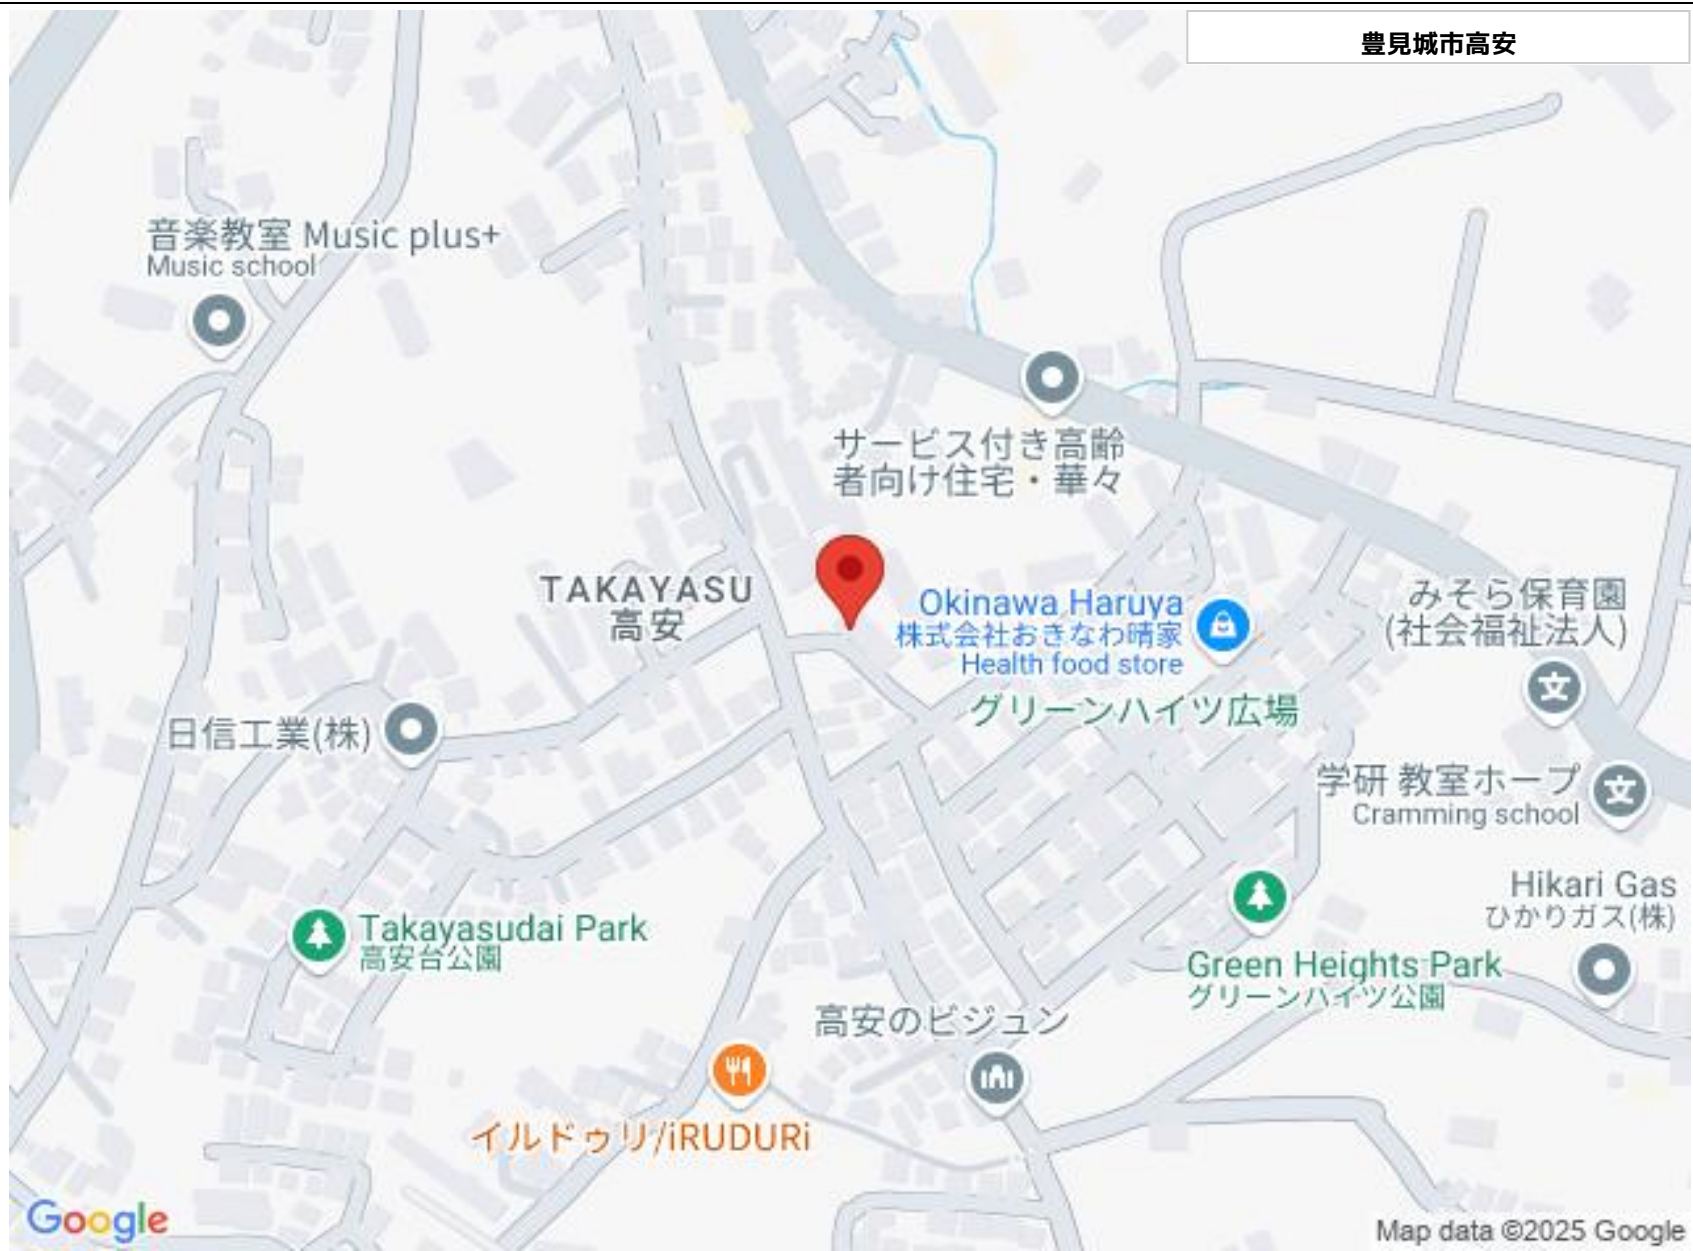 豊見城市高安
音楽教室 Music plus+
Music school
サービス付き高齢
者向け住宅・華々
TAKAYASU
高安
Okinawa Haruya
株式会社おきなわ晴家
Health food store
みそら保育園
(社会福祉法人)
グリーンハイツ広場
日信工業(株)
学研 教室ホープ
Cramming school
Hikari Gas
ひかりガス(株)
Takayasudai Park
高安台公園
Green Heights Park
グリーンハイツ公園
高安のビジュン
イルドゥリ/iRUDURi
Google
Map data ©2025 Google